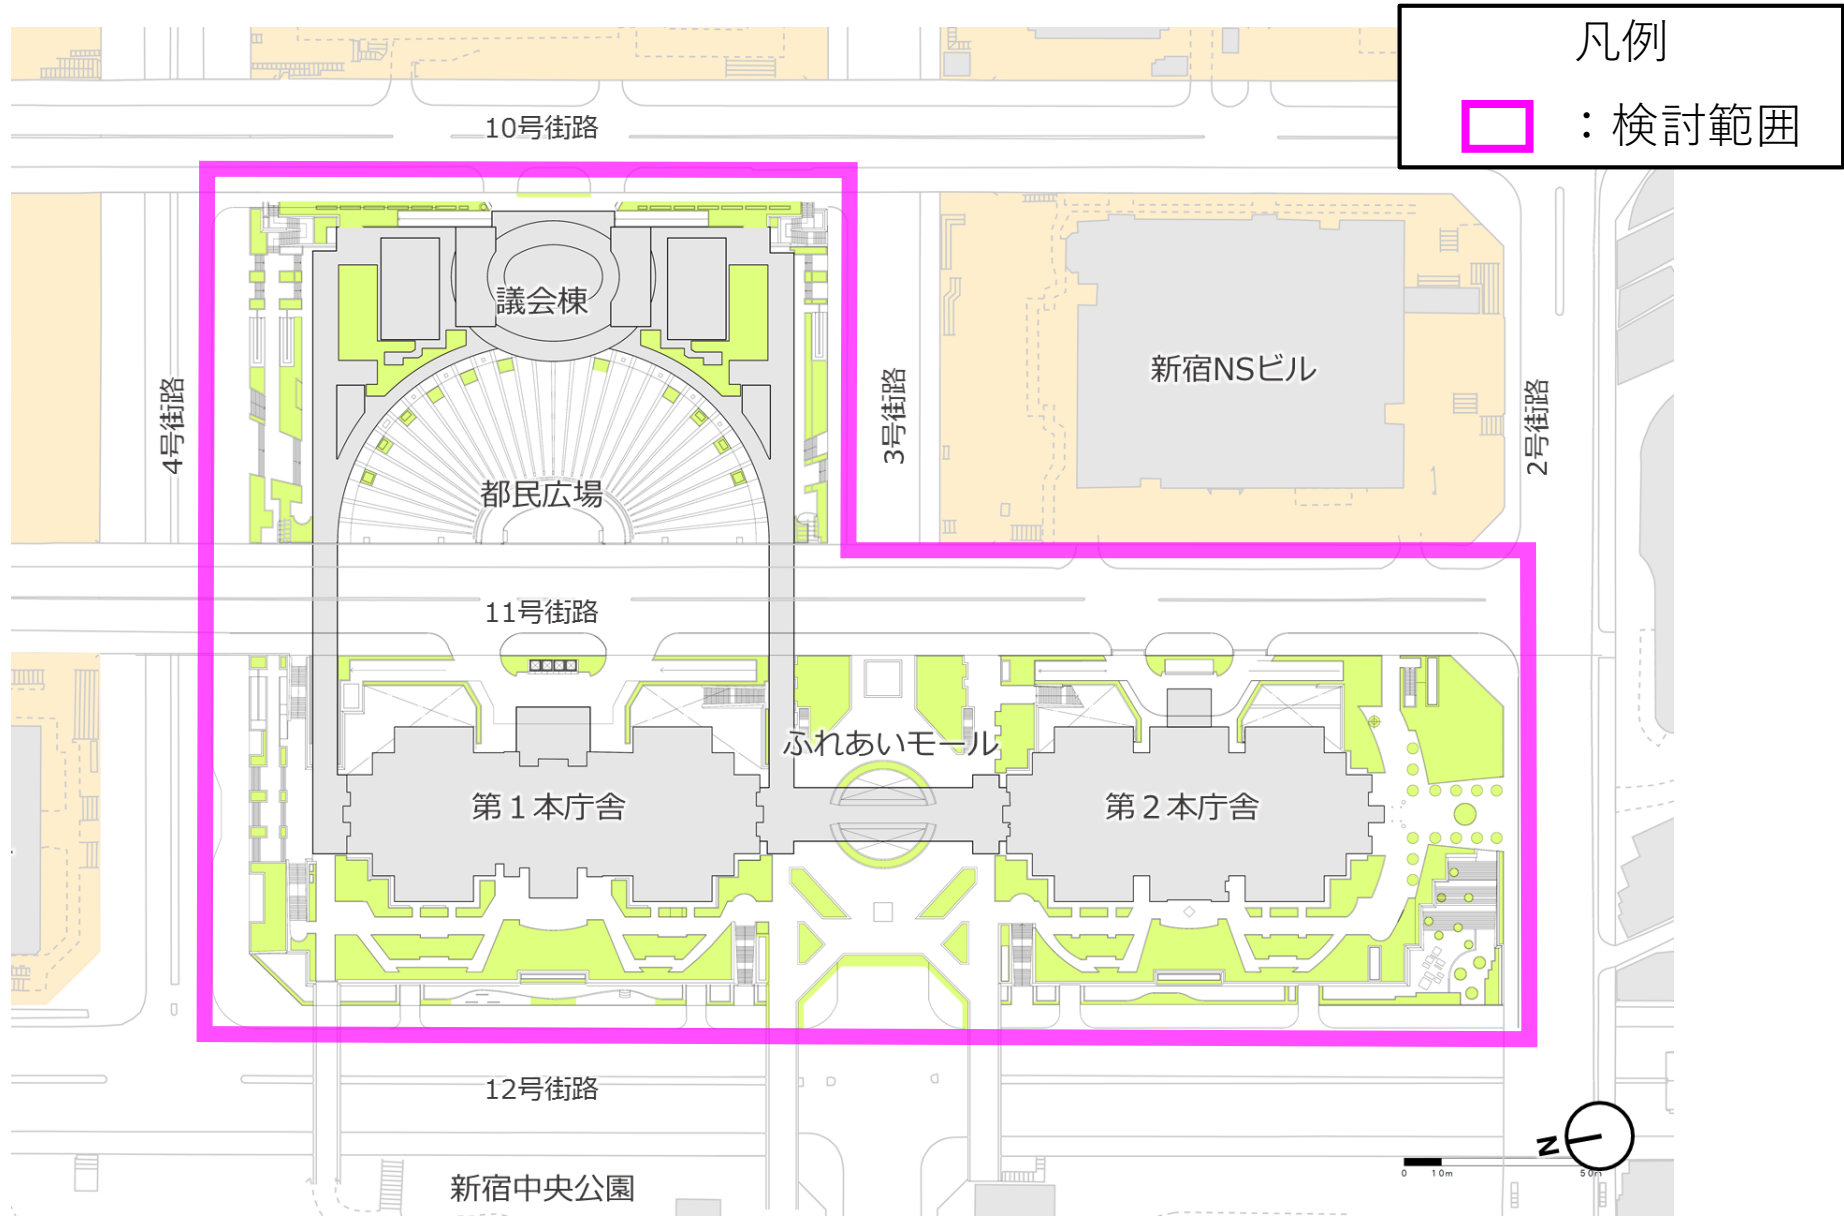 凡例
：検討範囲
10号街路
議会棟
新宿NSビル
4号街路
3号街路
2号街路
都民広場
11号街路
ふれあいモール
第１本庁舎
第２本庁舎
12号街路
新宿中央公園
N
0 10m 50m